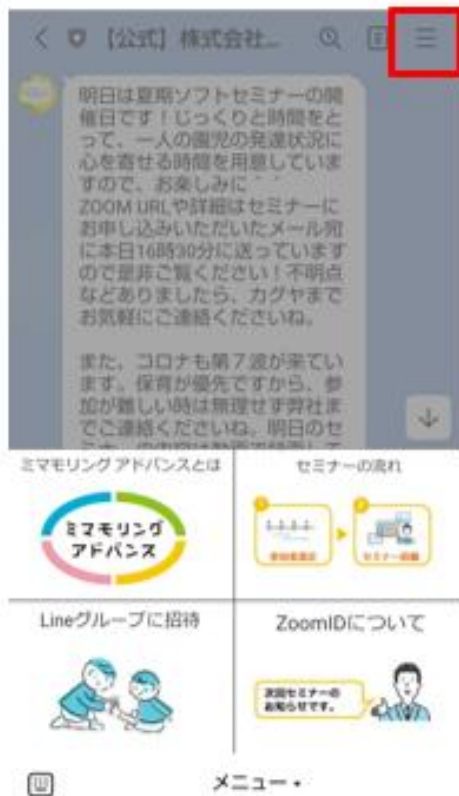 【公式】株式会社...
明日は夏期ソフトセミナーの開
催日です！じっくりと時間をと
って、一人の園児の発達状況に
心を寄せる時間を用意していま
すので、お楽しみに^ ^
ZOOM URLや詳細はセミナーに
お申し込みいただいたメール宛
に本日16時30分に送っています
ので是非ご覧ください！不明点
などありましたら、カグヤまで
お気軽にご連絡くださいね。
また、コロナも第7波が来てい
ます。保育が優先ですから、参
加が難しい時は無理せず弊社ま
でご連絡くださいね。明日のセ
ミマモリングアドバンスとは
セミナーの流れ
ミマモリング
アドバンス
1
2
Lineグループに招待
ZoomIDについて
次回セミナーの
お知らせです。
メニュー